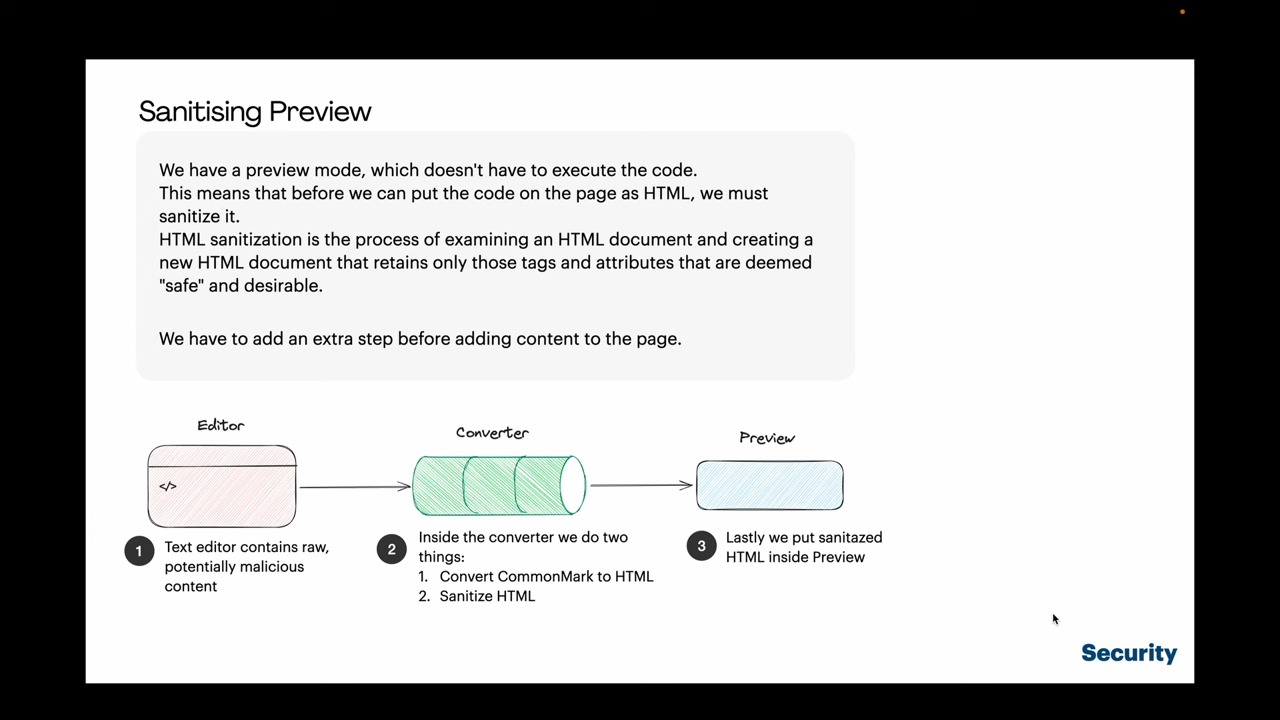 Sanitising Preview
We have a preview mode, which doesn't have to execute the code.
This means that before we can put the code on the page as HTML, we must
sanitize it.
HTML sanitization is the process of examining an HTML document and creating a
new HTML document that retains only those tags and attributes that are deemed
"safe" and desirable.
We have to add an extra step before adding content to the page.
Editor
</>
1
Text editor contains raw,
potentially malicious
content
Converter
2
Inside the converter we do two
things:
1. Convert CommonMark to HTML
2. Sanitize HTML
Preview
3
Lastly we put sanitazed
HTML inside Preview
Security